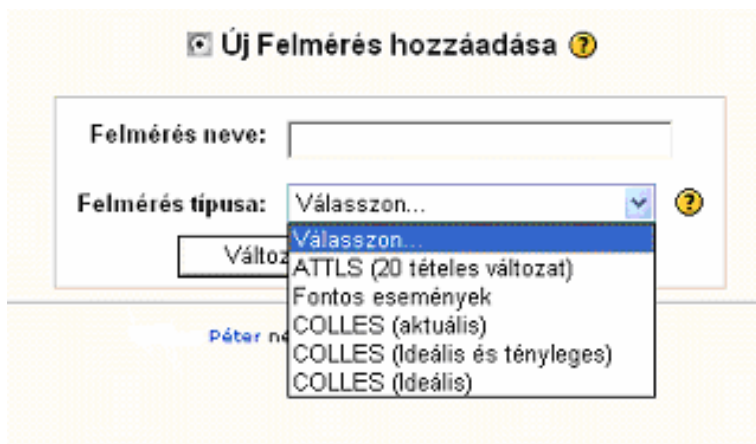 Új Felmérés hozzáadása ?
Felmérés neve:
Felmérés típusa: Válasszon... ?
Válasszon...
ATTLS (20 tételes változat)
Fontos események
COLLES (aktuális)
COLLES (Ideális és tényleges)
COLLES (Ideális)
Péter